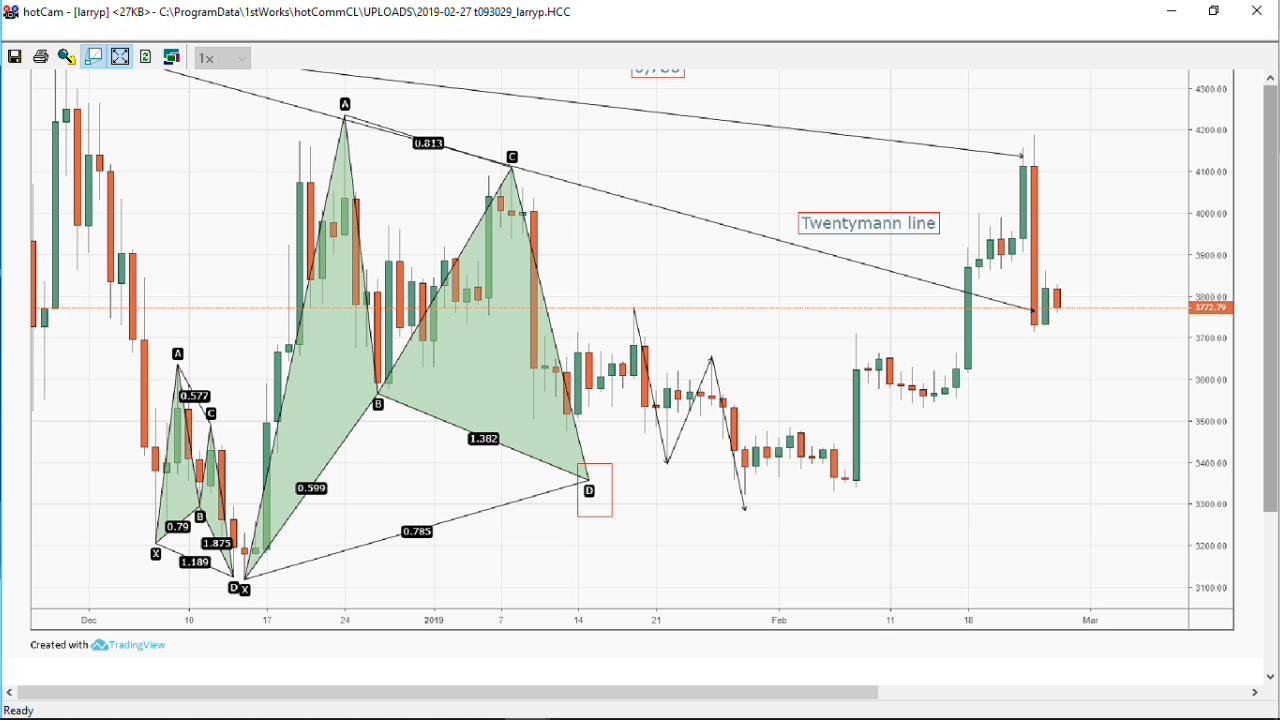 hotCam - [larryp] <27KB>- C:\ProgramData\1stWorks\hotCommCL\UPLOADS\2019-02-27 t093029_larryp.HCC
1x
4300.00
A
4200.00
0.813
C
4100.00
4000.00
Twentymann line
3900.00
3800.00
3772.79
3700.00
A
3600.00
0.577
B
C
3500.00
1.382
3400.00
0.599
D
3300.00
B
0.79
0.785
1.875
3200.00
X
1.189
D X
3100.00
Dec 10 17 24 2019 7 14 21 Feb 11 18 Mar
Created with TradingView
Ready